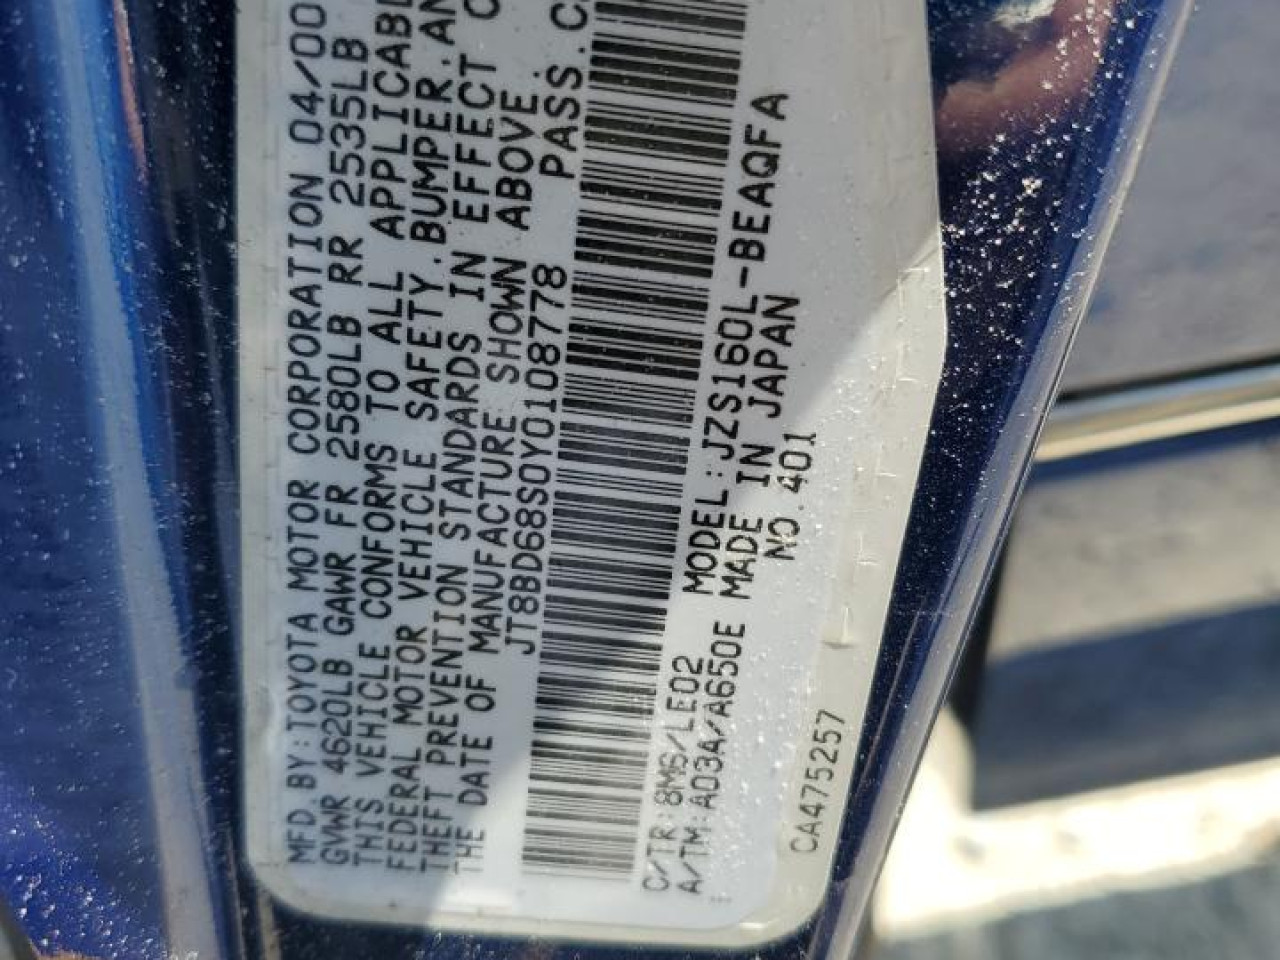 MFD.BY:TOYOTA MOTOR CORPORATION 04/00
GVWR 4620LB GAWR FR 2580LB RR 2535LB
THIS VEHICLE CONFORMS TO ALL APPLICABL
FEDERAL MOTOR VEHICLE SAFETY.BUMPER.AN
THEFT PREVENTION STANDARDS IN EFFECT O
THE DATE OF MANUFACTURE SHOWN ABOVE.
JT8BD68S0Y0108778 PASS.C
C/TR:8M6/LE02 MODEL:JZS160L-BEAQFA
A/TM:A03A/A650E MADE IN JAPAN
NO.401
CA475257